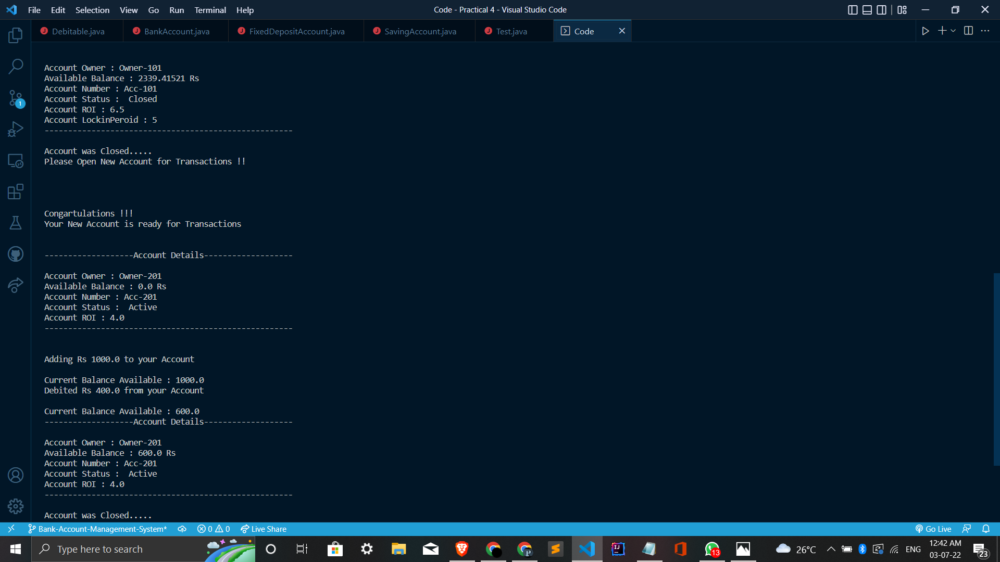 File Edit Selection View Go Run Terminal Help
Code - Practical 4 - Visual Studio Code
Debitable.java
BankAccount.java
FixedDepositAccount.java
SavingAccount.java
Test.java
Code
1
Account Owner : Owner-101
Available Balance : 2339.41521 Rs
Account Number : Acc-101
Account Status :  Closed
Account ROI : 6.5
Account LockinPeroid : 5
-----------------------------------------------------
Account was Closed.....
Please Open New Account for Transactions !!
Congartulations !!!
Your New Account is ready for Transactions
-------------------Account Details-------------------
Account Owner : Owner-201
Available Balance : 0.0 Rs
Account Number : Acc-201
Account Status :  Active
Account ROI : 4.0
-----------------------------------------------------
Adding Rs 1000.0 to your Account
Current Balance Available : 1000.0
Debited Rs 400.0 from your Account
Current Balance Available : 600.0
-------------------Account Details-------------------
Account Owner : Owner-201
Available Balance : 600.0 Rs
Account Number : Acc-201
Account Status :  Active
Account ROI : 4.0
-----------------------------------------------------
Account was Closed.....
Bank-Account-Management-System* 0 0 Live Share
Go Live
Type here to search
IJ
P
13
26°C
ENG
12:42 AM
03-07-22
23